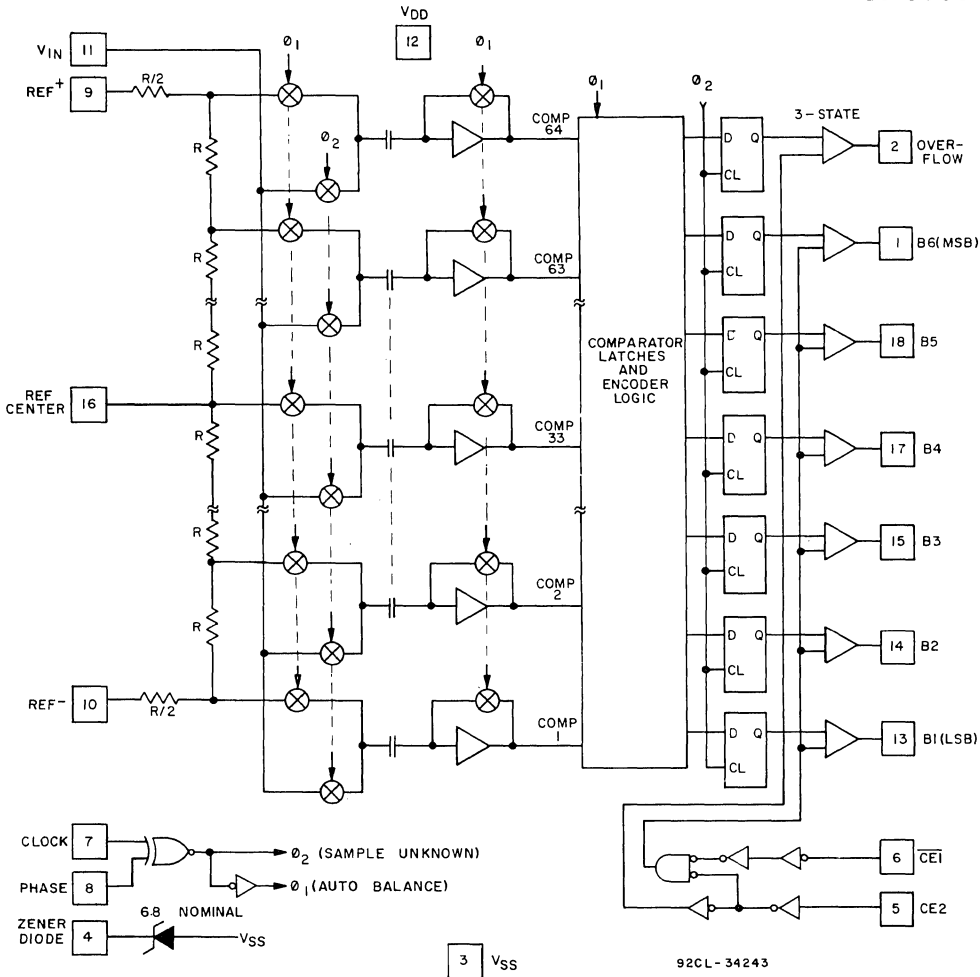 V_DD
V_IN 11
12
Ø1
Ø1
REF+ 9
R/2
Ø1
Ø2
3-STATE
COMP 64
D Q
CL
2 OVER-FLOW
R
Ø2
COMP 63
D Q
CL
1 B6(MSB)
R
R
COMPARATOR
LATCHES
AND
ENCODER
LOGIC
D Q
CL
18 B5
REF CENTER 16
COMP 33
D Q
CL
17 B4
R
R
COMP 2
D Q
CL
15 B3
R
D Q
CL
14 B2
REF- 10
R/2
COMP 1
D Q
CL
13 B1(LSB)
CLOCK 7
Ø2 (SAMPLE UNKNOWN)
6 CE1
PHASE 8
Ø1 (AUTO BALANCE)
5 CE2
6.8 NOMINAL
ZENER DIODE 4
VSS
3 VSS
92CL-34243